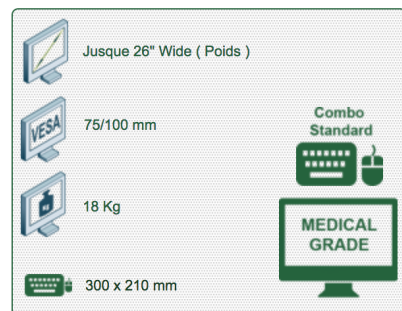 Jusque 26" Wide ( Poids )
VESA
75/100 mm
Combo
Standard
18 Kg
MEDICAL
GRADE
300 x 210 mm